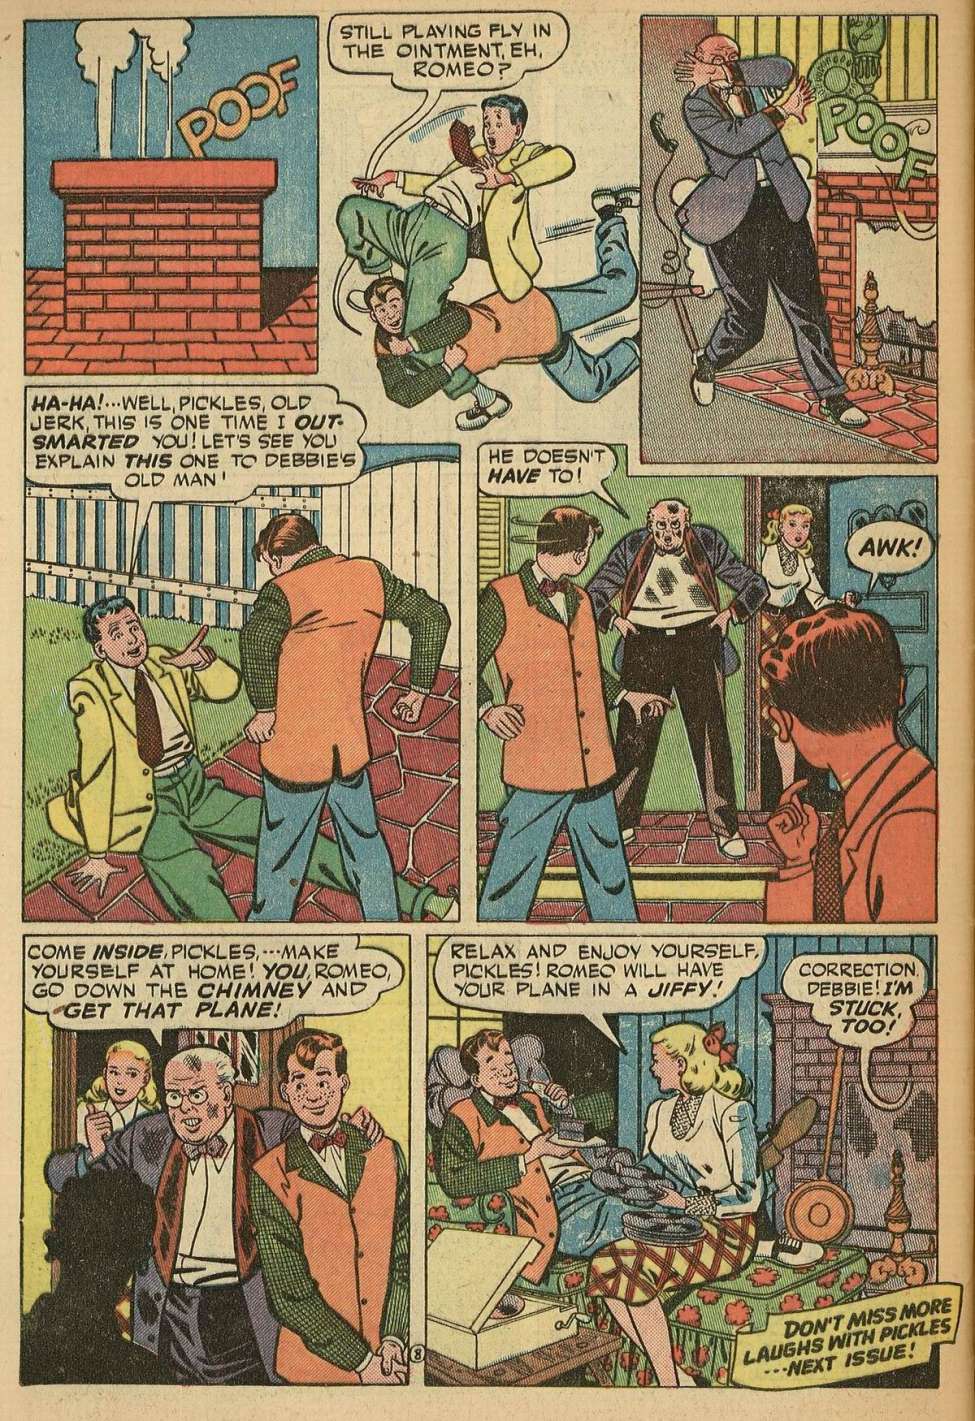 POOF
STILL PLAYING FLY IN
THE OINTMENT, EH,
ROMEO?
POOF
HA-HA!...WELL, PICKLES, OLD
JERK, THIS IS ONE TIME I OUT-
SMARTED YOU! LET'S SEE YOU
EXPLAIN THIS ONE TO DEBBIE'S
OLD MAN!
HE DOESN'T
HAVE TO!
AWK!
COME INSIDE, PICKLES,...MAKE
YOURSELF AT HOME! YOU, ROMEO,
GO DOWN THE CHIMNEY AND
GET THAT PLANE!
8
RELAX AND ENJOY YOURSELF,
PICKLES! ROMEO WILL HAVE
YOUR PLANE IN A JIFFY!
CORRECTION,
DEBBIE! I'M
STUCK,
TOO!
DON'T MISS MORE
LAUGHS WITH PICKLES
...NEXT ISSUE!